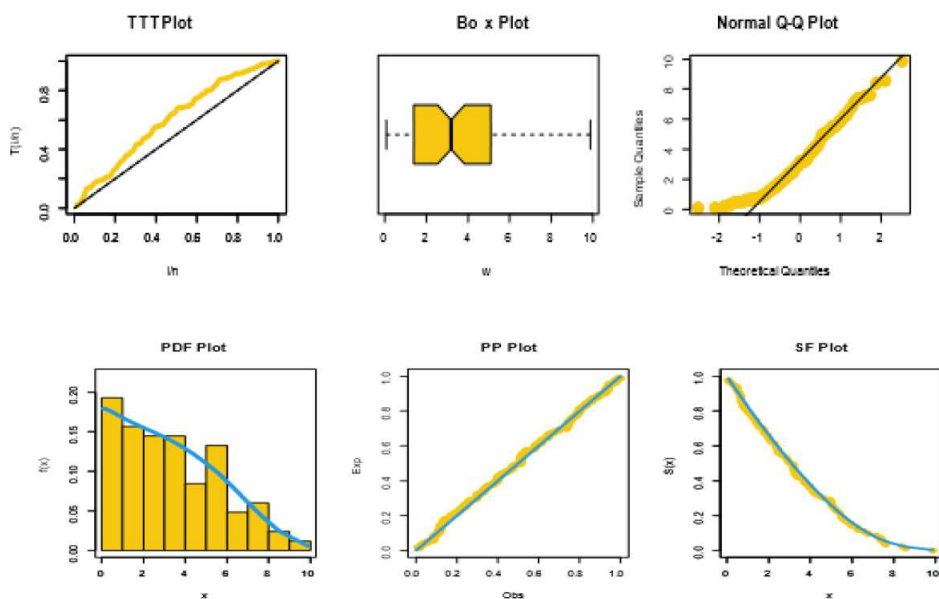 TTT Plot
T(i/n)
0.0 0.4 0.8
0.0 0.2 0.4 0.6 0.8 1.0
i/n
Bo x Plot
2 4 6 8 10
w
Normal Q-Q Plot
Sample Quantiles
0 2 4 6 8 10
-2 -1 0 1 2
Theoretical Quantiles
PDF Plot
f(x)
0.00 0.05 0.10 0.15 0.20
0 2 4 6 8 10
x
PP Plot
Exp
0.0 0.2 0.4 0.6 0.8 1.0
0.0 0.2 0.4 0.6 0.8 1.0
Obs
SF Plot
S(x)
0.0 0.2 0.4 0.6 0.8 1.0
0 2 4 6 8 10
x